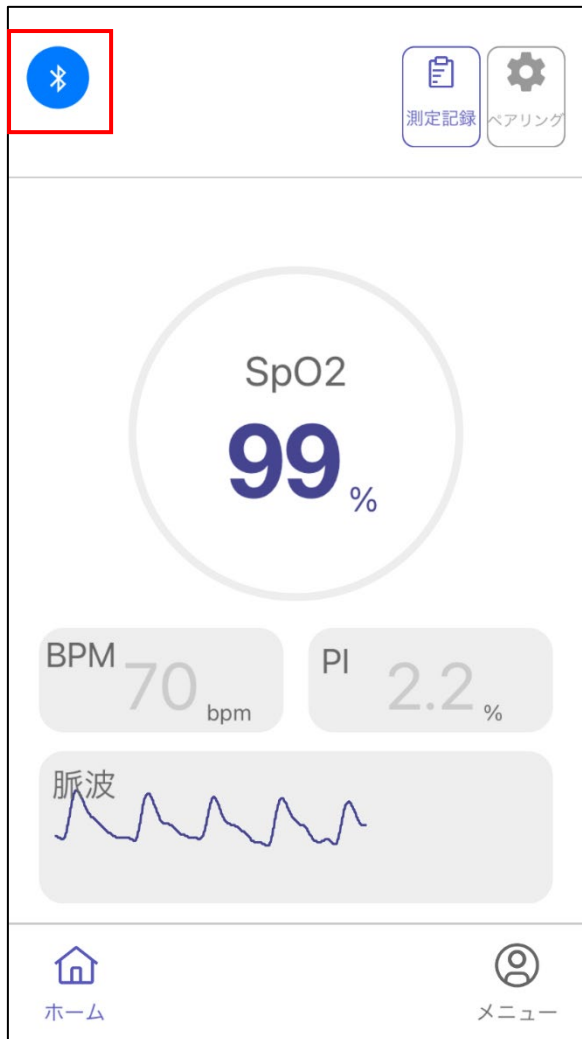 測定記録
ペアリング
SpO2
99 %
BPM
70 bpm
PI
2.2 %
脈波
ホーム
メニュー